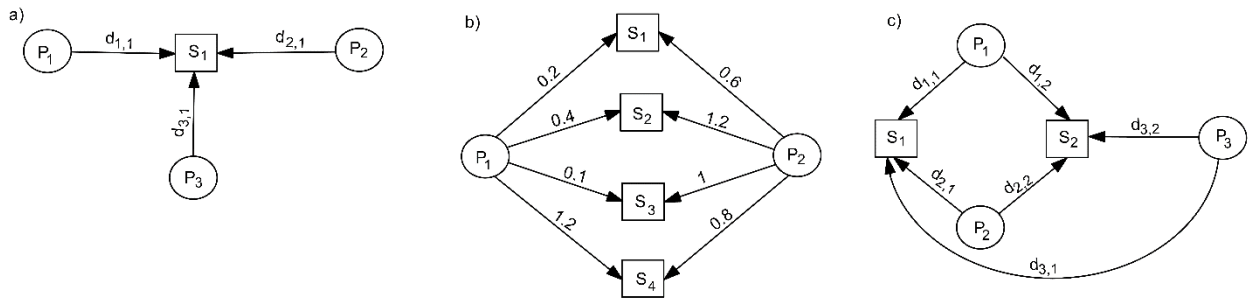 a)
P1
d1,1
S1
d2,1
P2
d3,1
P3
b)
S1
0.2
0.6
0.4
S2
1.2
P1
P2
0.1
S3
1
1.2
0.8
S4
c)
P1
d1,1
d1,2
S1
S2
d3,2
P3
d2,1
d2,2
P2
d3,1